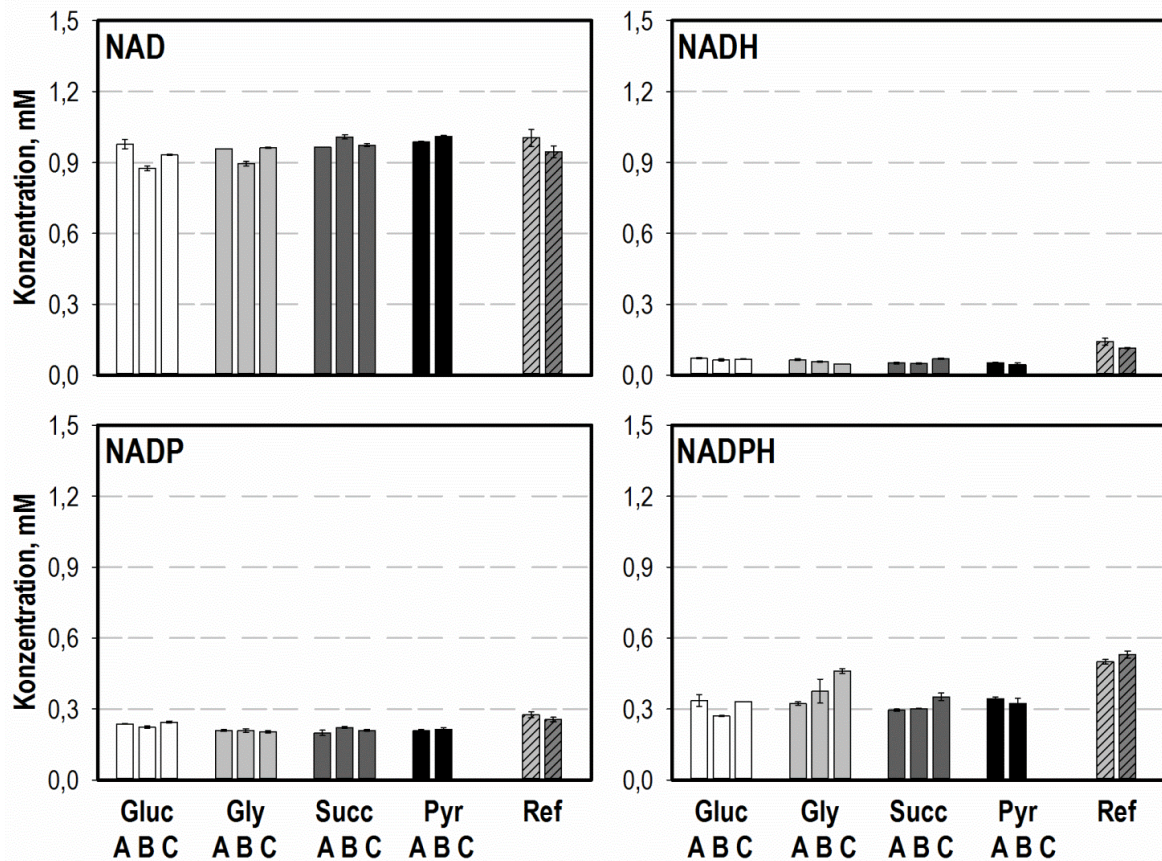 NAD
Konzentration, mM
1,5
1,2
0,9
0,6
0,3
0,0
NADH
1,5
1,2
0,9
0,6
0,3
0,0
NADP
Konzentration, mM
1,5
1,2
0,9
0,6
0,3
0,0
Gluc Gly Succ Pyr Ref
A B C A B C A B C A B C
NADPH
Konzentration, mM
1,5
1,2
0,9
0,6
0,3
0,0
Gluc Gly Succ Pyr Ref
A B C A B C A B C A B C